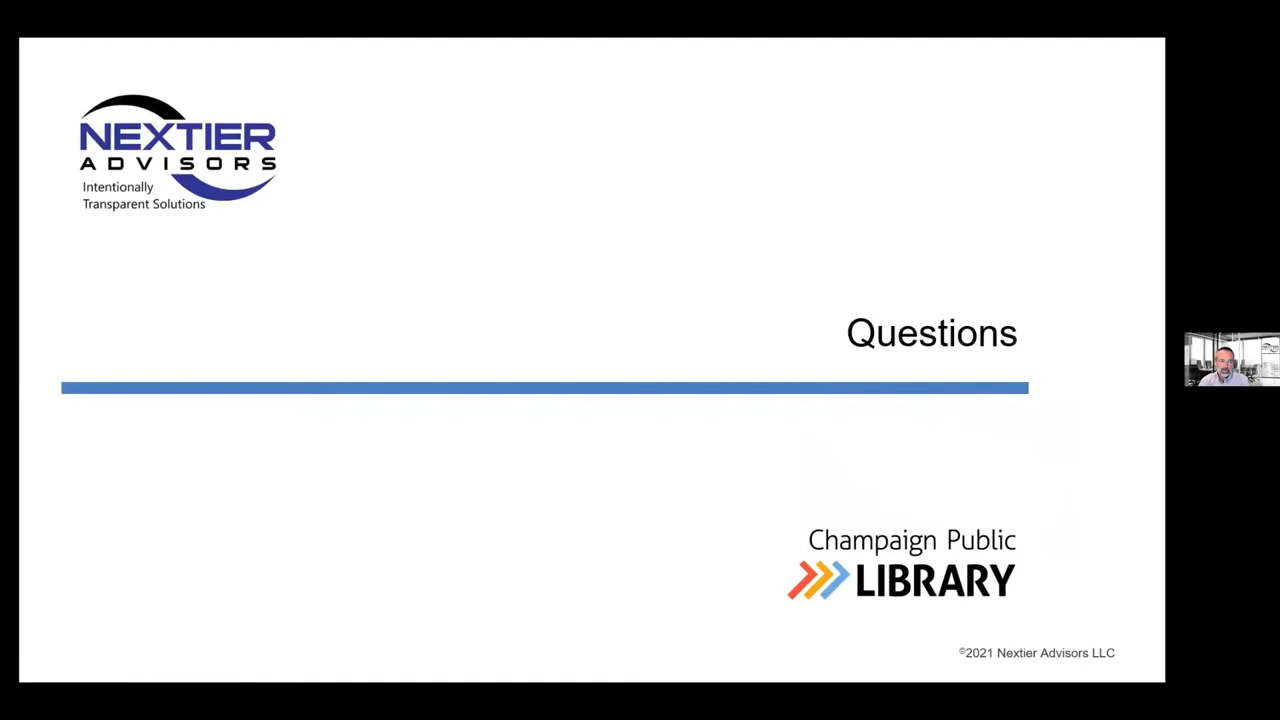 NEXTIER
ADVISORS
Intentionally
Transparent Solutions
Questions
Champaign Public
LIBRARY
©2021 Nextier Advisors LLC